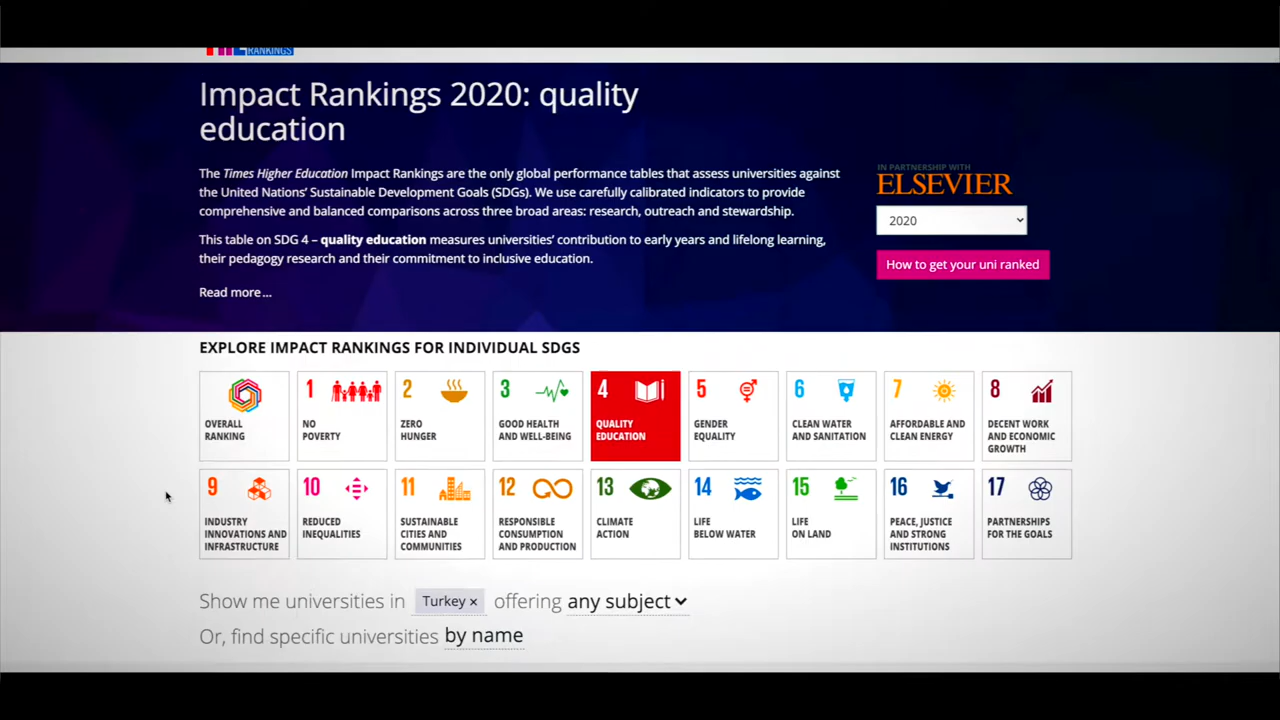 RANKINGS
Impact Rankings 2020: quality
education
The Times Higher Education Impact Rankings are the only global performance tables that assess universities against
the United Nations’ Sustainable Development Goals (SDGs). We use carefully calibrated indicators to provide
comprehensive and balanced comparisons across three broad areas: research, outreach and stewardship.
This table on SDG 4 – quality education measures universities’ contribution to early years and lifelong learning,
their pedagogy research and their commitment to inclusive education.
Read more ...
IN PARTNERSHIP WITH
ELSEVIER
2020
How to get your uni ranked
EXPLORE IMPACT RANKINGS FOR INDIVIDUAL SDGS
OVERALL
RANKING
1
NO
POVERTY
2
ZERO
HUNGER
3
GOOD HEALTH
AND WELL-BEING
4
QUALITY
EDUCATION
5
GENDER
EQUALITY
6
CLEAN WATER
AND SANITATION
7
AFFORDABLE AND
CLEAN ENERGY
8
DECENT WORK
AND ECONOMIC
GROWTH
9
INDUSTRY
INNOVATIONS AND
INFRASTRUCTURE
10
REDUCED
INEQUALITIES
11
SUSTAINABLE
CITIES AND
COMMUNITIES
12
RESPONSIBLE
CONSUMPTION
AND PRODUCTION
13
CLIMATE
ACTION
14
LIFE
BELOW WATER
15
LIFE
ON LAND
16
PEACE, JUSTICE
AND STRONG
INSTITUTIONS
17
PARTNERSHIPS
FOR THE GOALS
Show me universities in Turkey × offering any subject
Or, find specific universities by name